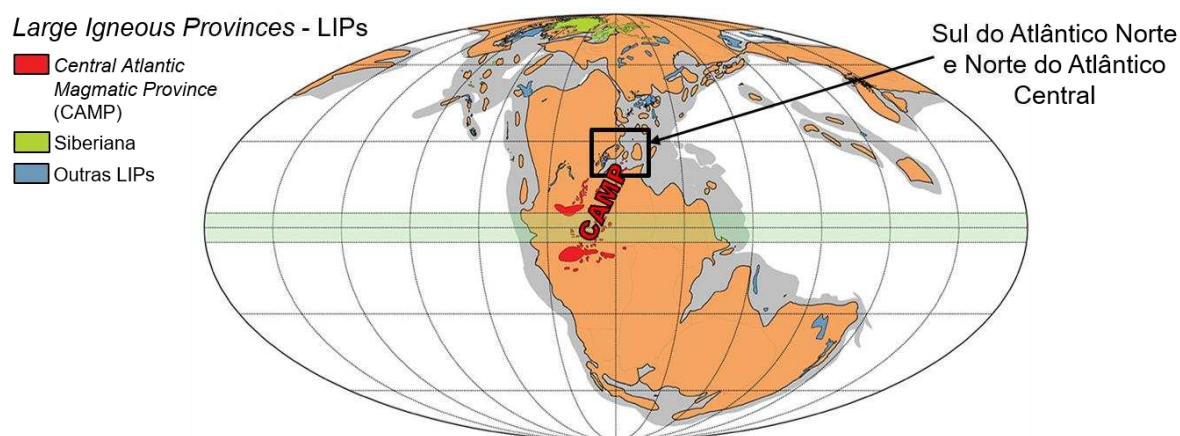 Large Igneous Provinces - LIPs
Central Atlantic
Magmatic Province
(CAMP)
Siberiana
Outras LIPs
Sul do Atlântico Norte
e Norte do Atlântico
Central
CAMP